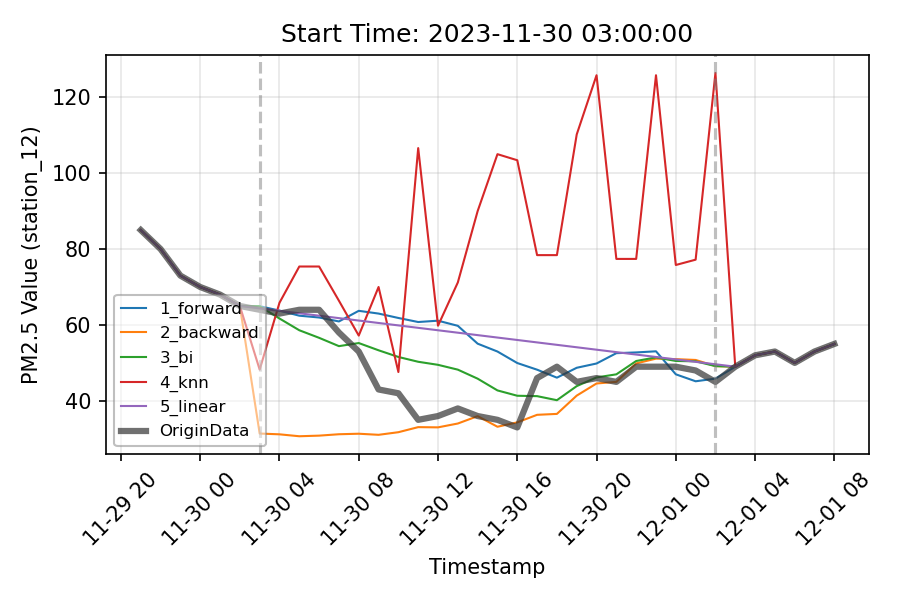 Start Time: 2023-11-30 03:00:00
PM2.5 Value (station_12)
120
100
80
60
40
1_forward
2_backward
3_bi
4_knn
5_linear
OriginData
11-29 20
11-30 00
11-30 04
11-30 08
11-30 12
11-30 16
11-30 20
12-01 00
12-01 04
12-01 08
Timestamp